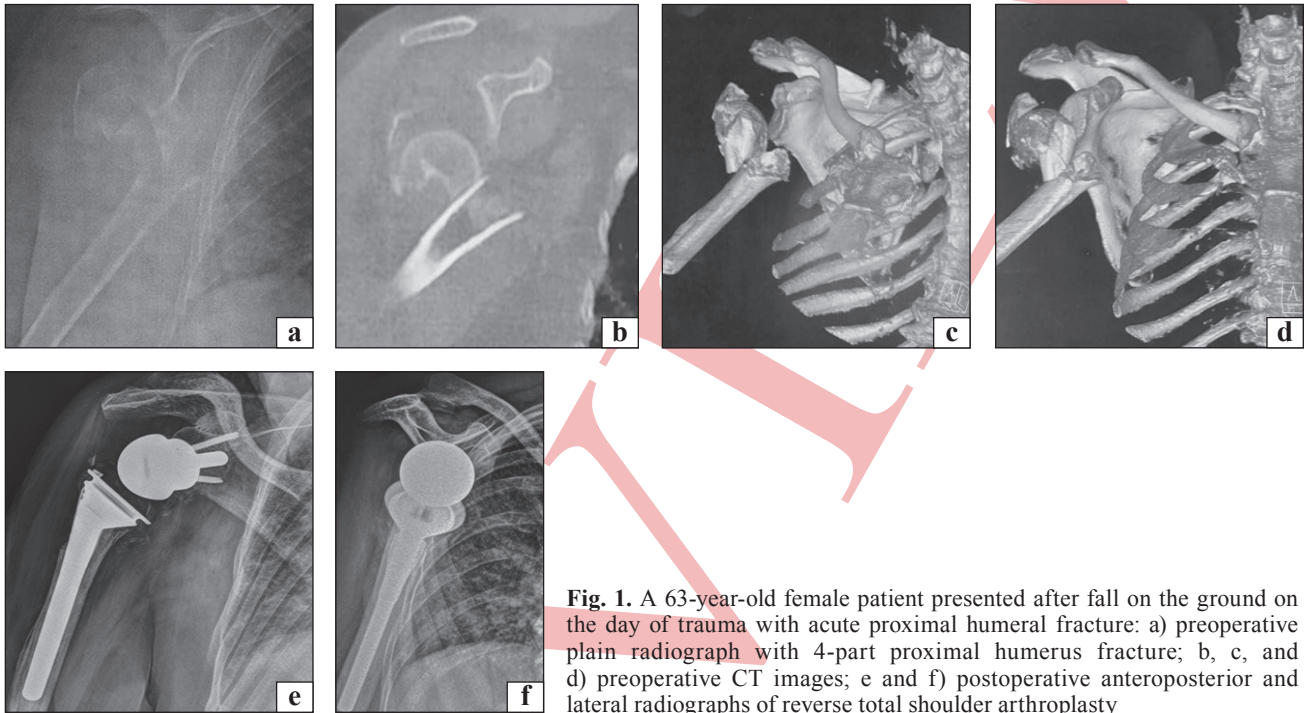 a
b
c
d
e
f
Fig. 1. A 63-year-old female patient presented after fall on the ground on
the day of trauma with acute proximal humeral fracture: a) preoperative
plain radiograph with 4-part proximal humerus fracture; b, c, and
d) preoperative CT images; e and f) postoperative anteroposterior and
lateral radiographs of reverse total shoulder arthroplasty